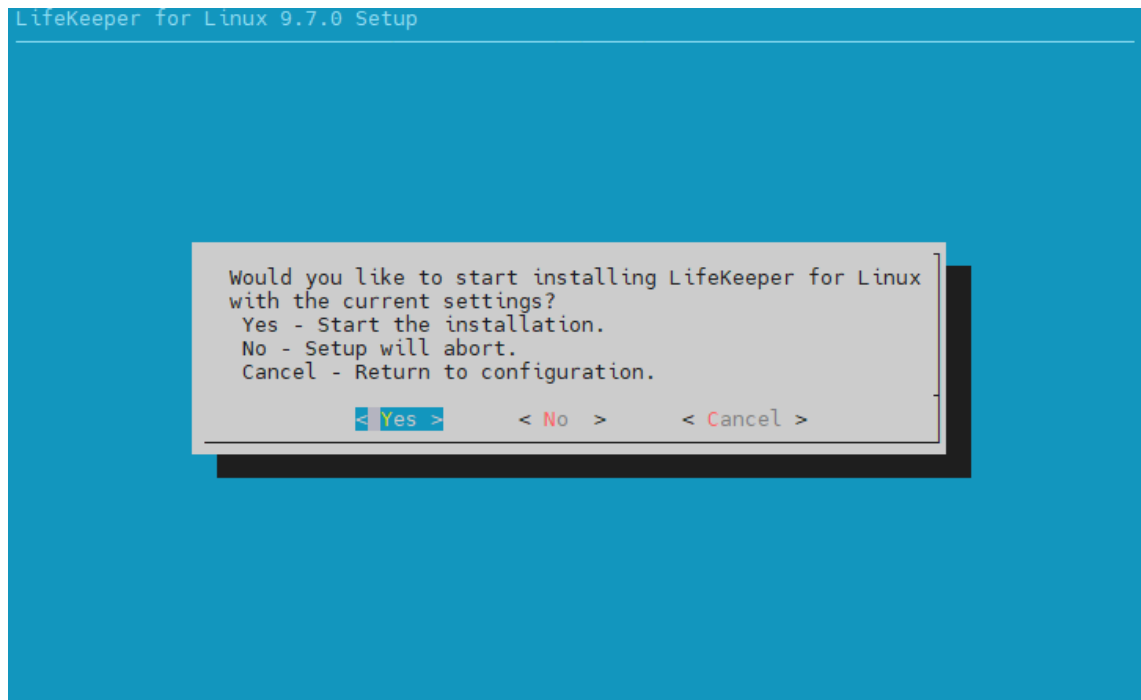 LifeKeeper for Linux 9.7.0 Setup
Would you like to start installing LifeKeeper for Linux
with the current settings?
Yes - Start the installation.
No - Setup will abort.
Cancel - Return to configuration.
< Yes > < No > < Cancel >